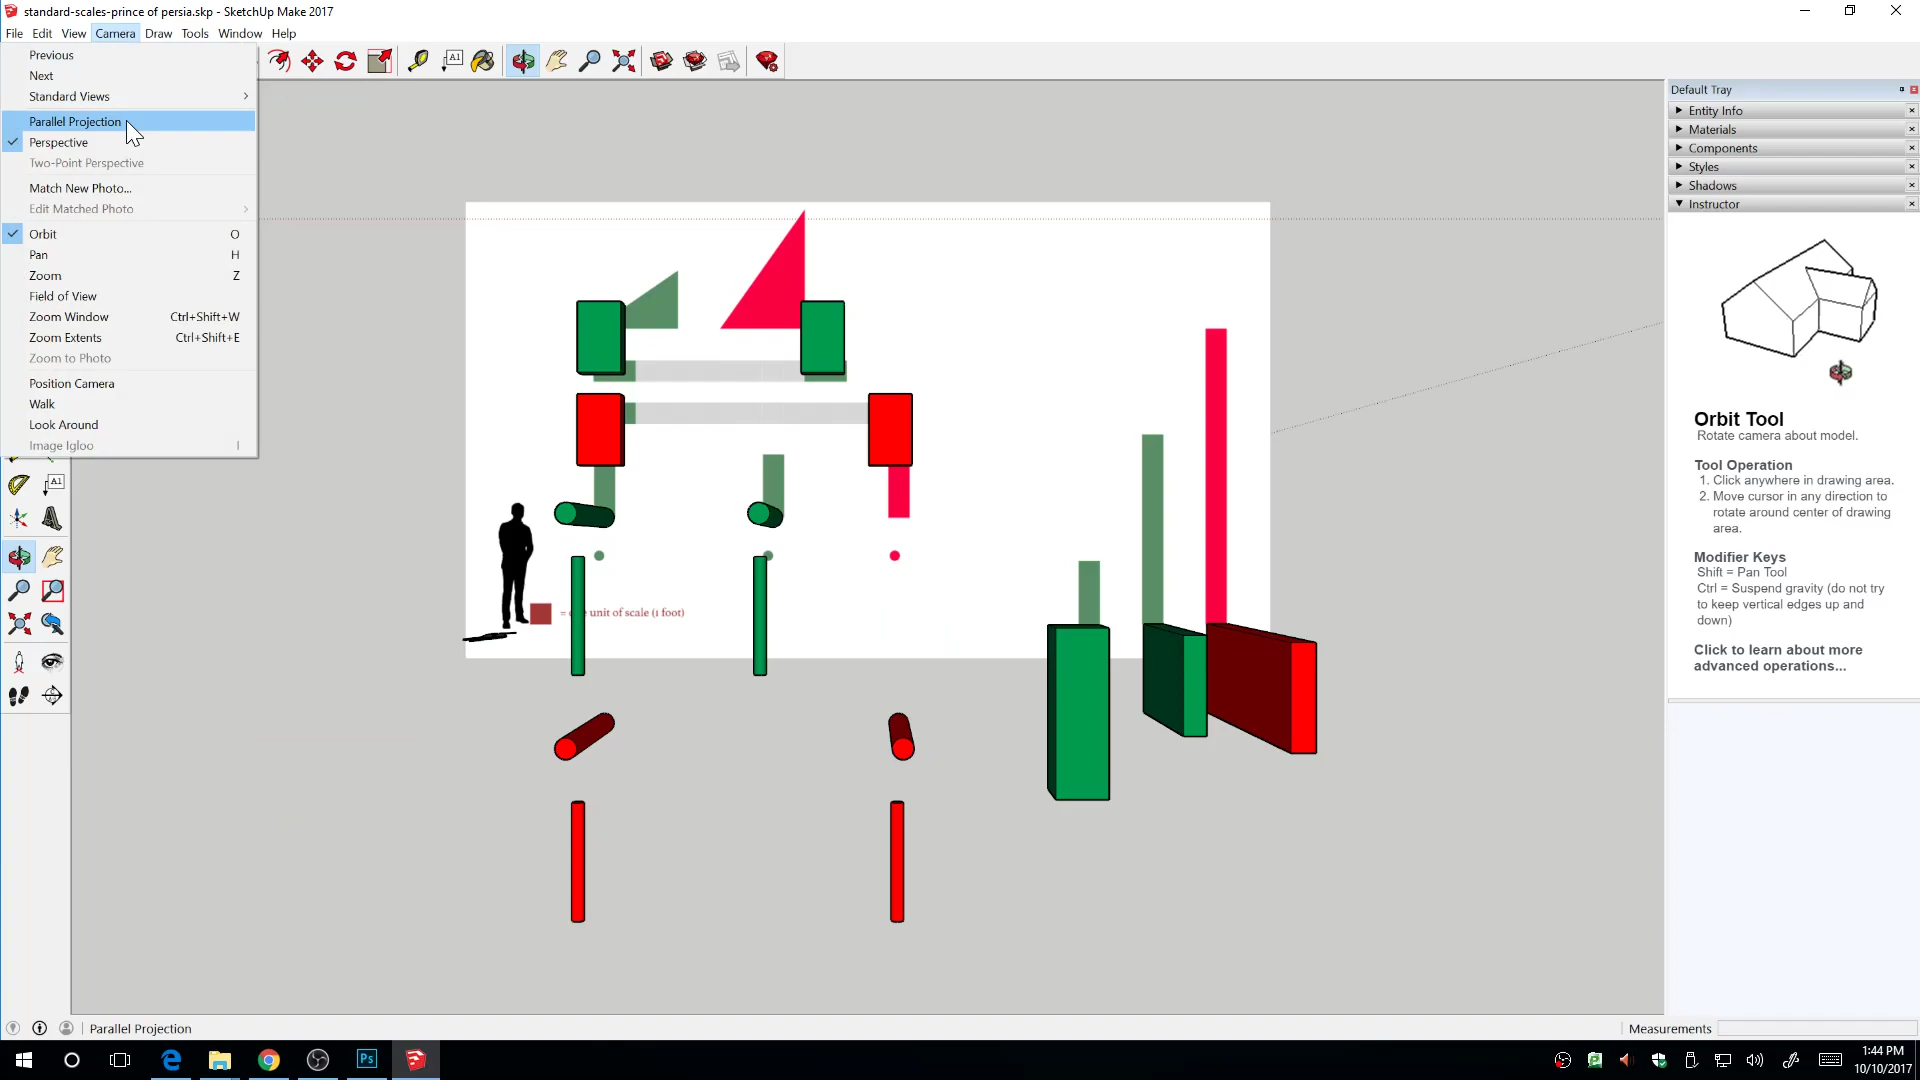 standard-scales-prince of persia.skp - SketchUp Make 2017
File Edit View Camera Draw Tools Window Help
Previous
Next
Standard Views
Parallel Projection
Perspective
Two-Point Perspective
Match New Photo...
Edit Matched Photo
Orbit O
Pan H
Zoom Z
Field of View
Zoom Window Ctrl+Shift+W
Zoom Extents Ctrl+Shift+E
Zoom to Photo
Position Camera
Walk
Look Around
Image Igloo I
A1
A1
unit of scale (1 foot)
Default Tray
Entity Info
Materials
Components
Styles
Shadows
Instructor
Orbit Tool
Rotate camera about model.
Tool Operation
1. Click anywhere in drawing area.
2. Move cursor in any direction to
rotate around center of drawing
area.
Modifier Keys
Shift = Pan Tool
Ctrl = Suspend gravity (do not try
to keep vertical edges up and
down)
Click to learn about more
advanced operations...
Parallel Projection
Measurements
Ps
1:44 PM
10/10/2017